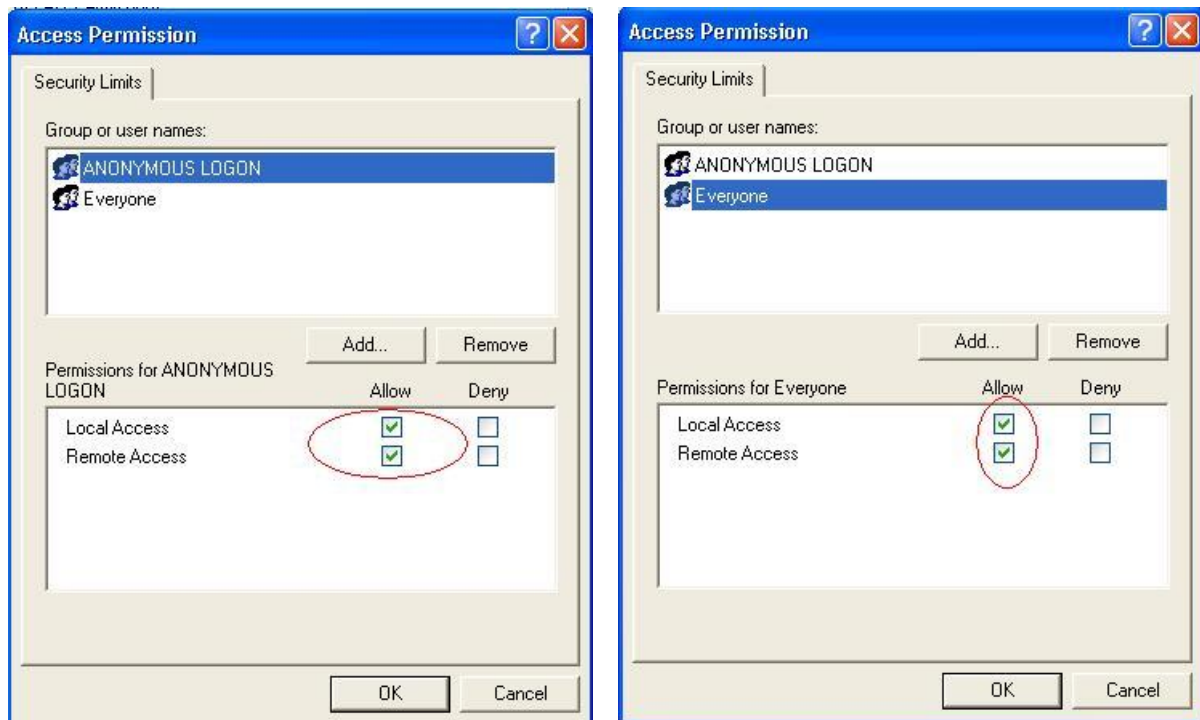 Access Permission
Security Limits
Group or user names:
ANONYMOUS LOGON
Everyone
Add... Remove
Permissions for ANONYMOUS
LOGON Allow Deny
Local Access
Remote Access
OK Cancel
Access Permission
Security Limits
Group or user names:
ANONYMOUS LOGON
Everyone
Add... Remove
Permissions for Everyone Allow Deny
Local Access
Remote Access
OK Cancel